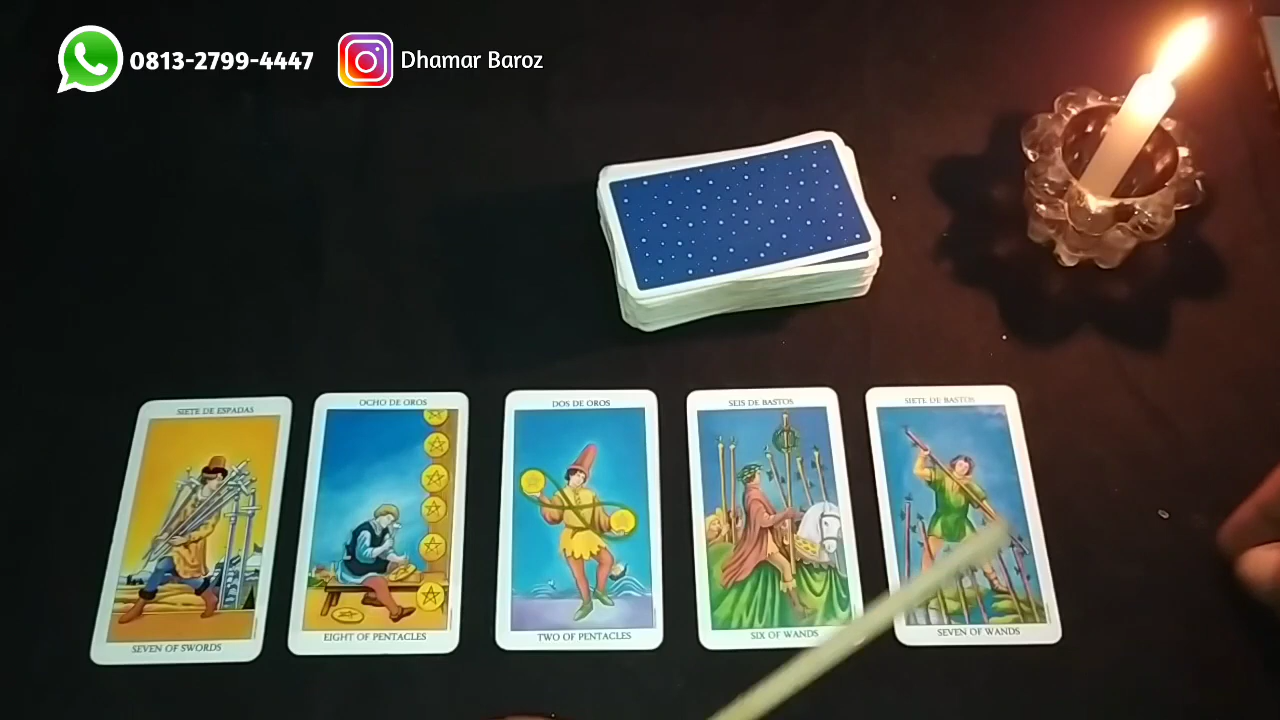 0813-2799-4447 Dhamar Baroz
SIETE DE ESPADAS
SEVEN OF SWORDS
OCHO DE OROS
EIGHT OF PENTACLES
DOS DE OROS
TWO OF PENTACLES
SEIS DE BASTOS
SIX OF WANDS
SIETE DE BASTOS
SEVEN OF WANDS